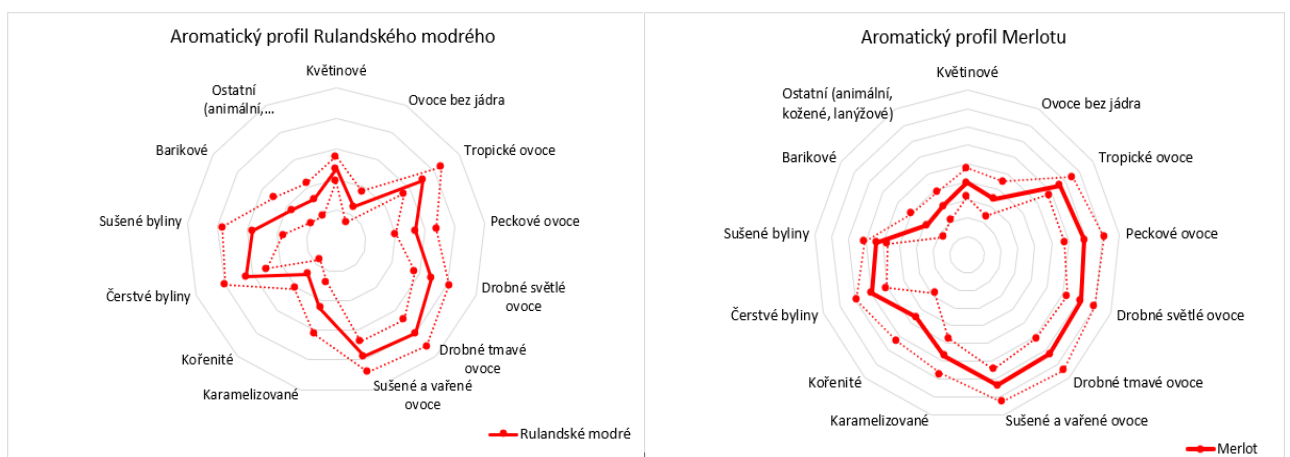 Aromatický profil Rulandského modrého
Květinové
Ovoce bez jádra
Tropické ovoce
Peckové ovoce
Drobné světlé
ovoce
Drobné tmavé
ovoce
Sušené a vařené
ovoce
Karamelizované
Kořenité
Čerstvé byliny
Sušené byliny
Barikové
Ostatní
(animální,...
Rulandské modré
Aromatický profil Merlotu
Květinové
Ovoce bez jádra
Tropické ovoce
Peckové ovoce
Drobné světlé ovoce
Drobné tmavé ovoce
Sušené a vařené ovoce
Karamelizované
Kořenité
Čerstvé byliny
Sušené byliny
Barikové
Ostatní (animální,
kožené, lanýžové)
Merlot